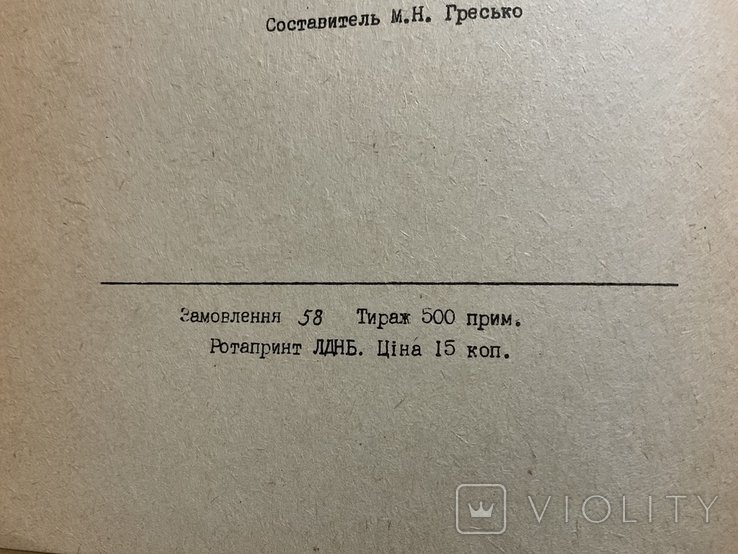 Составитель М.Н. Гресько
Замовлення 58 Тираж 500 прим.
Ротапринт ЛДНБ. Ціна 15 коп.
VIOLITY